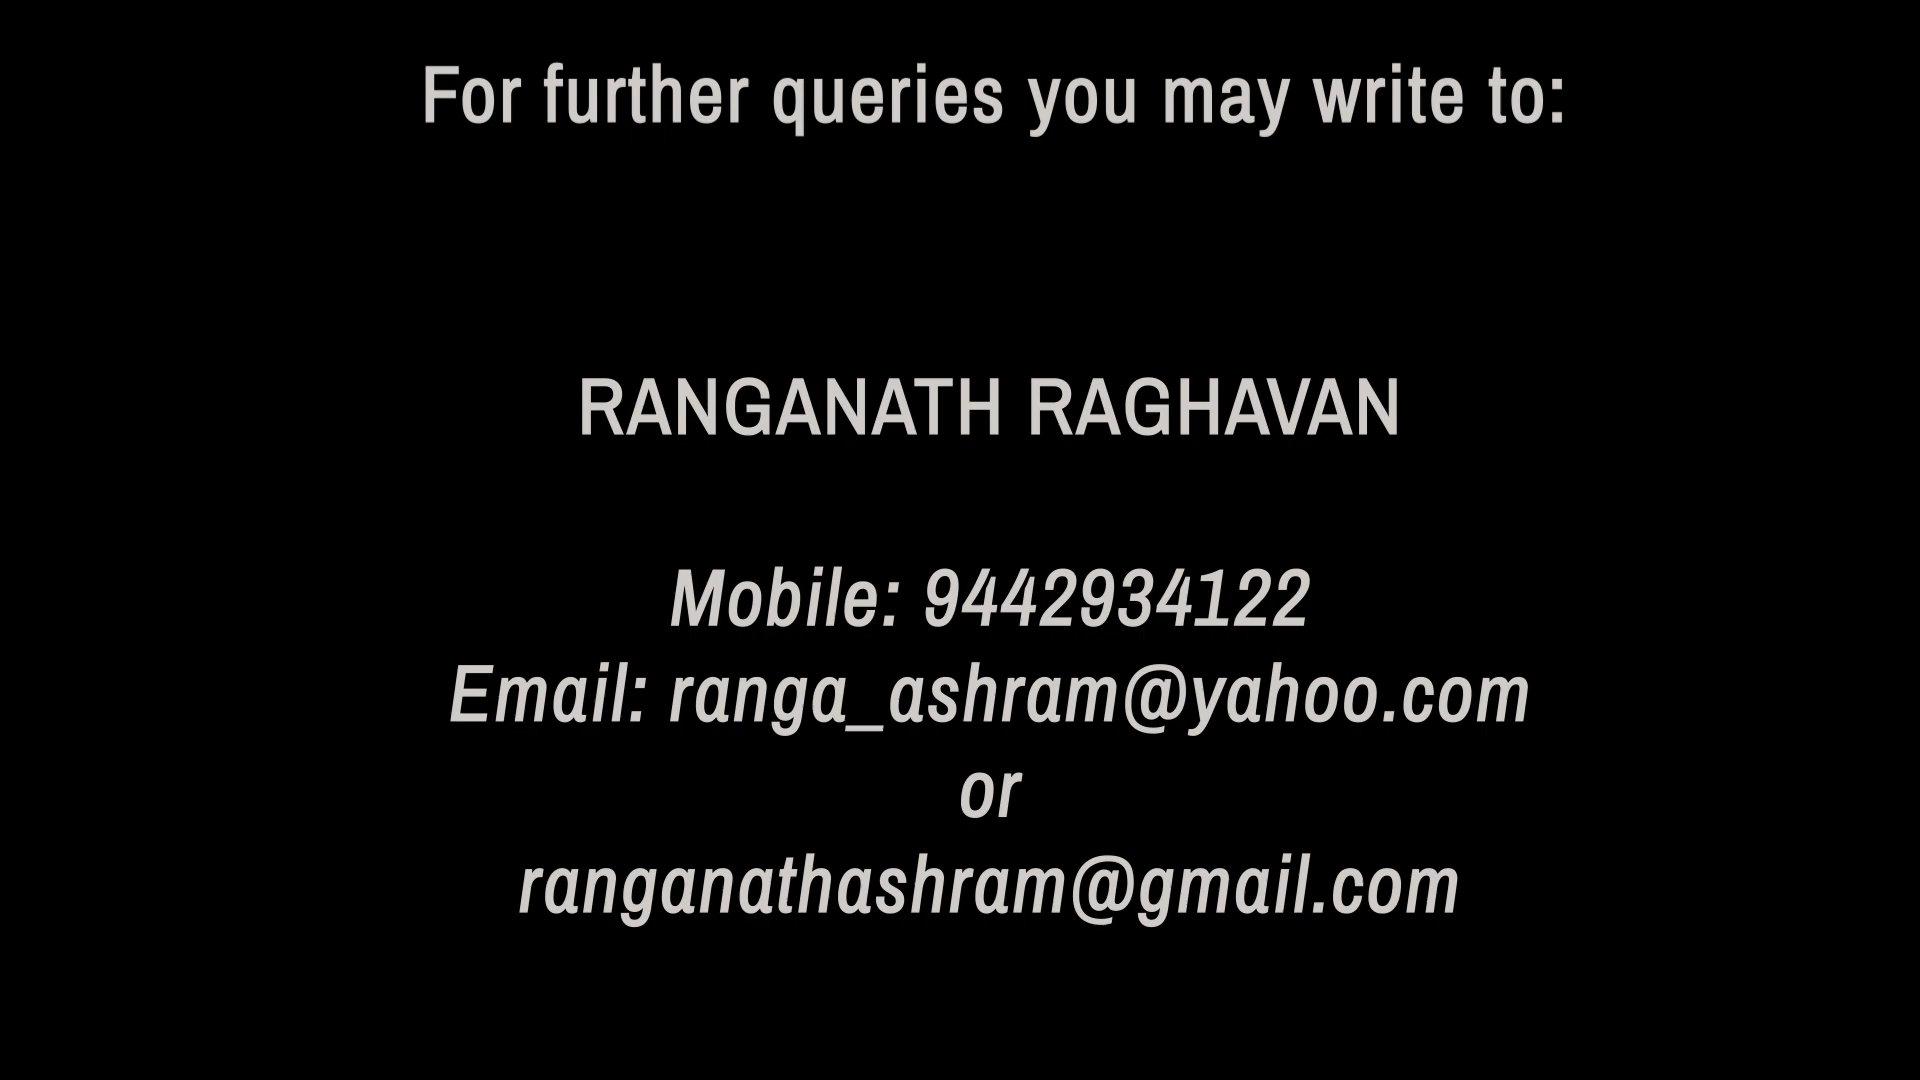 For further queries you may write to:
RANGANATH RAGHAVAN
Mobile: 9442934122
Email: ranga_ashram@yahoo.com
or
ranganathashram@gmail.com